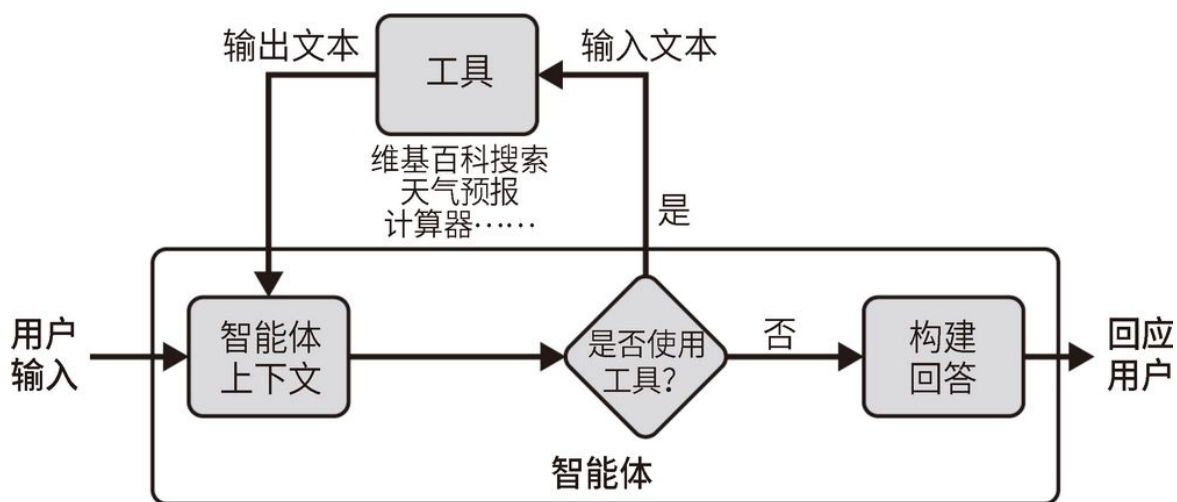 输出文本
工具
输入文本
维基百科搜索
天气预报
计算器……
是
用户
输入
智能体
上下文
是否使用
工具?
否
构建
回答
回应
用户
智能体